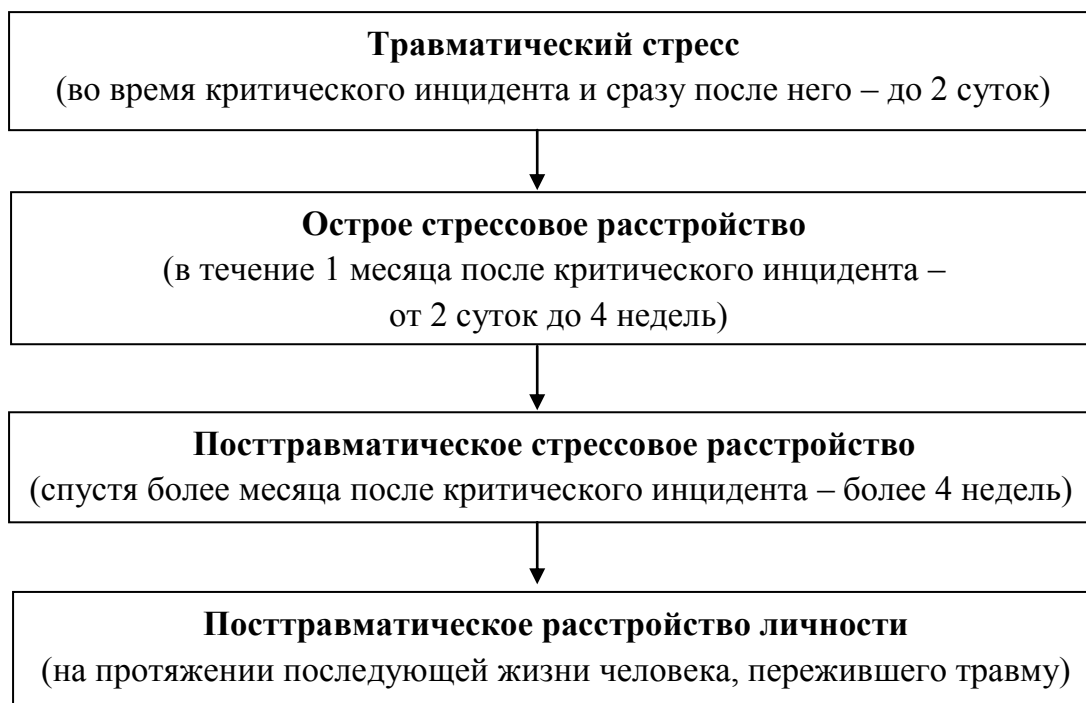 Травматический стресс
(во время критического инцидента и сразу после него – до 2 суток)
Острое стрессовое расстройство
(в течение 1 месяца после критического инцидента –
от 2 суток до 4 недель)
Посттравматическое стрессовое расстройство
(спустя более месяца после критического инцидента – более 4 недель)
Посттравматическое расстройство личности
(на протяжении последующей жизни человека, пережившего травму)